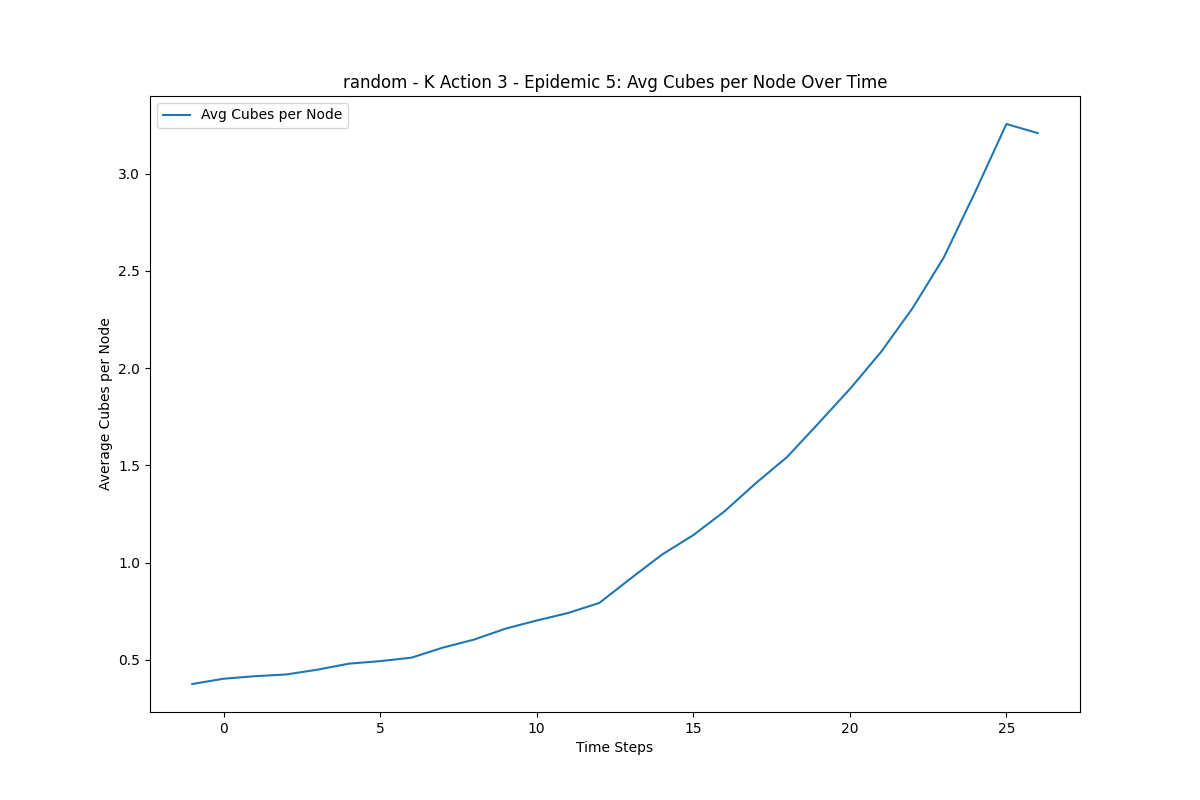 random - K Action 3 - Epidemic 5: Avg Cubes per Node Over Time
Avg Cubes per Node
3.0
2.5
2.0
1.5
1.0
0.5
Average Cubes per Node
0 5 10 15 20 25
Time Steps